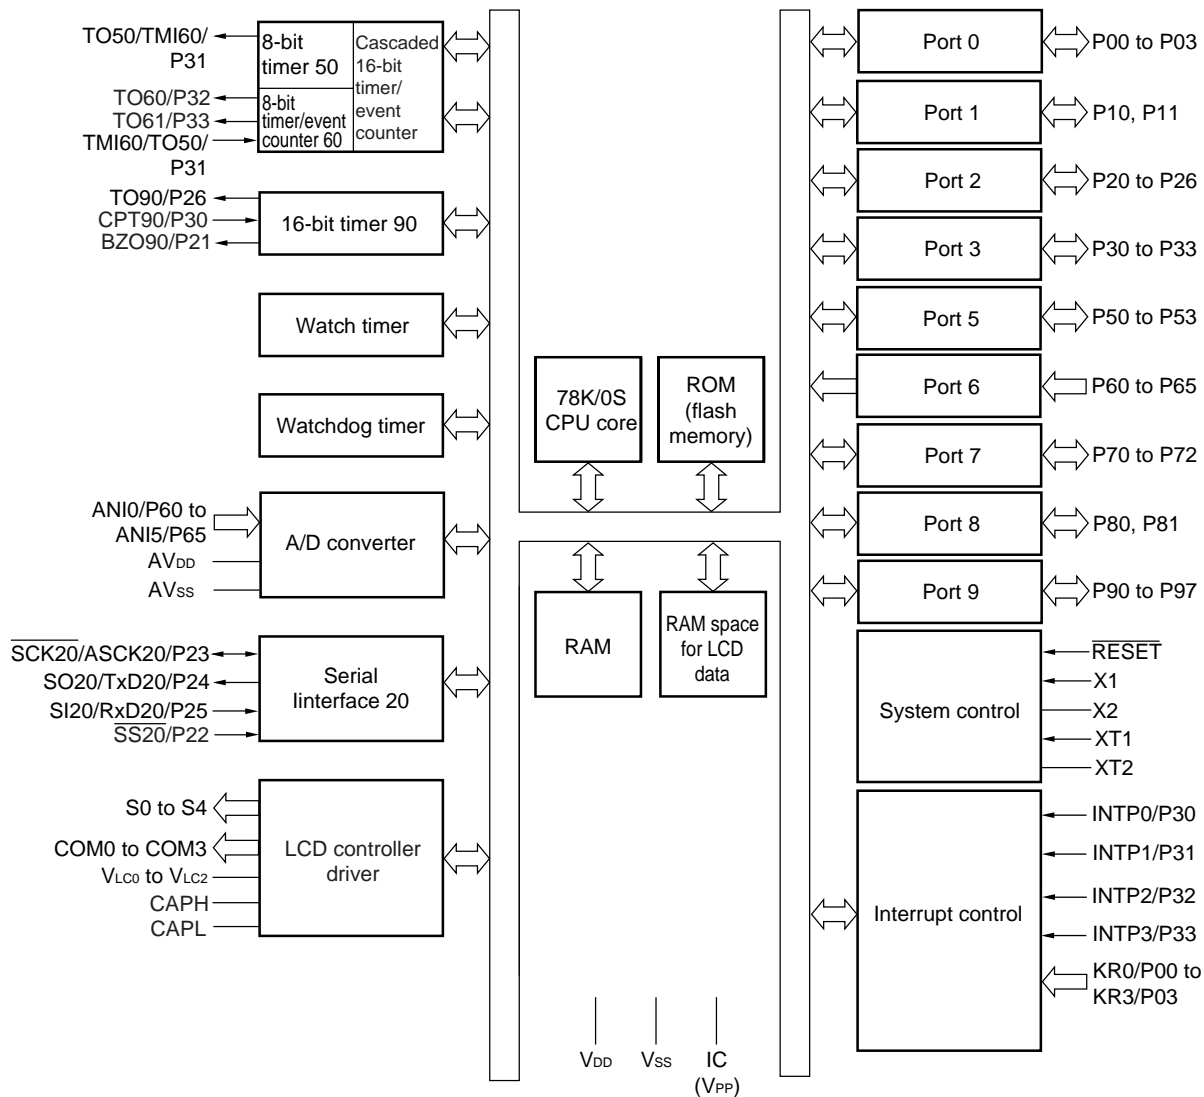 TO50/TMI60/
P31
TO60/P32
TO61/P33
TMI60/TO50/
P31
8-bit
timer 50
8-bit
timer/event
counter 60
Cascaded
16-bit
timer/
event
counter
TO90/P26
CPT90/P30
BZO90/P21
16-bit timer 90
Watch timer
Watchdog timer
ANI0/P60 to
ANI5/P65
AVDD
AVSS
A/D converter
SCK20/ASCK20/P23
SO20/TxD20/P24
SI20/RxD20/P25
SS20/P22
Serial
Iinterface 20
S0 to S4
COM0 to COM3
VLC0 to VLC2
CAPH
CAPL
LCD controller
driver
78K/0S
CPU core
ROM
(flash
memory)
RAM
RAM space
for LCD
data
VDD
VSS
IC
(VPP)
Port 0
P00 to P03
Port 1
P10, P11
Port 2
P20 to P26
Port 3
P30 to P33
Port 5
P50 to P53
Port 6
P60 to P65
Port 7
P70 to P72
Port 8
P80, P81
Port 9
P90 to P97
System control
RESET
X1
X2
XT1
XT2
Interrupt control
INTP0/P30
INTP1/P31
INTP2/P32
INTP3/P33
KR0/P00 to
KR3/P03